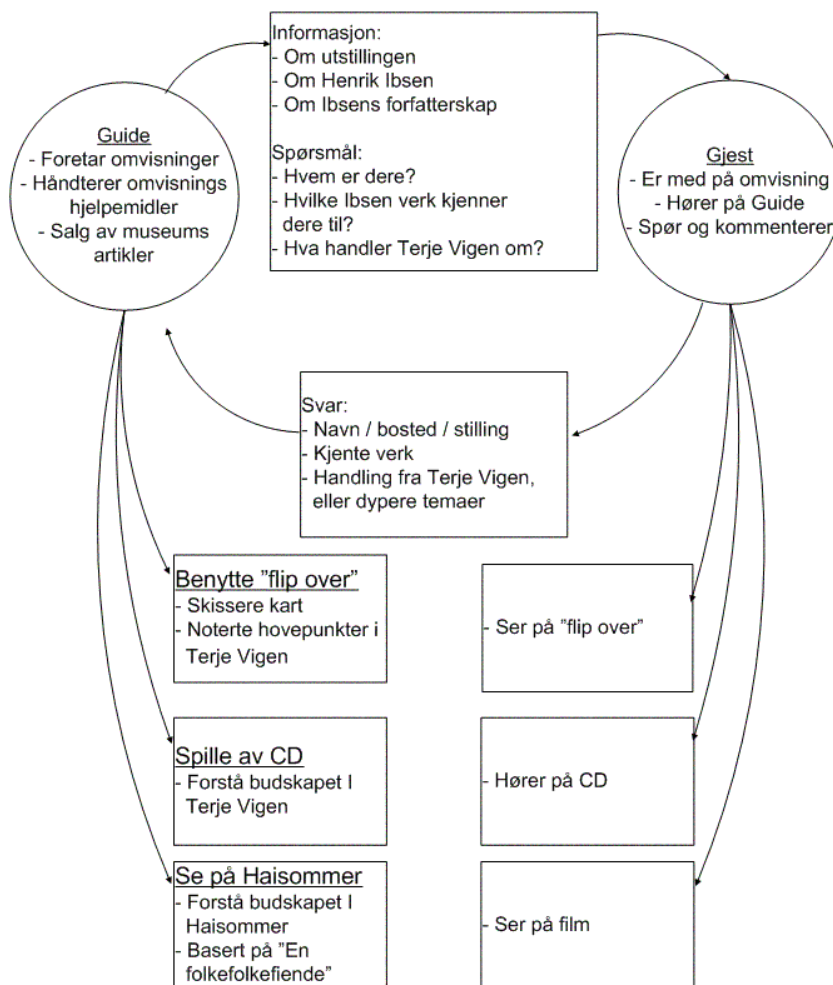 Informasjon:
- Om utstillingen
- Om Henrik Ibsen
- Om Ibsens forfatterskap
Spørsmål:
- Hvem er dere?
- Hvilke Ibsen verk kjenner
dere til?
- Hva handler Terje Vigen om?
Guide
- Foretar omvisninger
- Håndterer omvisnings
hjelpemidler
- Salg av museums
artikler
Gjest
- Er med på omvisning
- Hører på Guide
- Spør og kommenterer
Svar:
- Navn / bosted / stilling
- Kjente verk
- Handling fra Terje Vigen,
eller dypere temaer
Benytte ”flip over”
- Skissere kart
- Noterte hovepunkter i
Terje Vigen
- Ser på ”flip over”
Spille av CD
- Forstå budskapet I
Terje Vigen
- Hører på CD
Se på Haisommer
- Forstå budskapet I
Haisommer
- Basert på ”En
folkefolkefiende”
- Ser på film